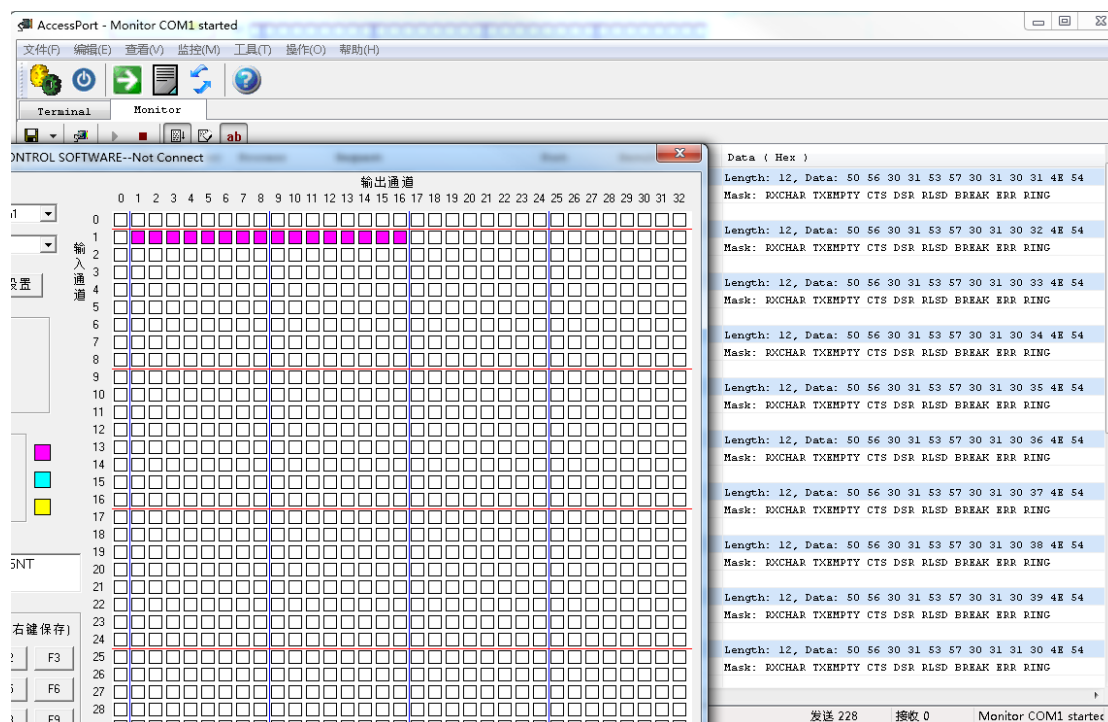 AccessPort - Monitor COM1 started
文件(F) 编辑(E) 查看(V) 监控(M) 工具(T) 操作(O) 帮助(H)
Terminal Monitor
ab
ONTROL SOFTWARE--Not Connect
Data ( Hex )
输出通道
0 1 2 3 4 5 6 7 8 9 10 11 12 13 14 15 16 17 18 19 20 21 22 23 24 25 26 27 28 29 30 31 32
输入通道
0
1
2
3
4
5
6
7
8
9
10
11
12
13
14
15
16
17
18
19
20
21
22
23
24
25
26
27
28
设置
5NT
右键保存)
F3
F6
F9
Length: 12, Data: 50 56 30 31 53 57 30 31 30 31 4E 54
Mask: RXCHAR TXEMPTY CTS DSR RLSD BREAK ERR RING
Length: 12, Data: 50 56 30 31 53 57 30 31 30 32 4E 54
Mask: RXCHAR TXEMPTY CTS DSR RLSD BREAK ERR RING
Length: 12, Data: 50 56 30 31 53 57 30 31 30 33 4E 54
Mask: RXCHAR TXEMPTY CTS DSR RLSD BREAK ERR RING
Length: 12, Data: 50 56 30 31 53 57 30 31 30 34 4E 54
Mask: RXCHAR TXEMPTY CTS DSR RLSD BREAK ERR RING
Length: 12, Data: 50 56 30 31 53 57 30 31 30 35 4E 54
Mask: RXCHAR TXEMPTY CTS DSR RLSD BREAK ERR RING
Length: 12, Data: 50 56 30 31 53 57 30 31 30 36 4E 54
Mask: RXCHAR TXEMPTY CTS DSR RLSD BREAK ERR RING
Length: 12, Data: 50 56 30 31 53 57 30 31 30 37 4E 54
Mask: RXCHAR TXEMPTY CTS DSR RLSD BREAK ERR RING
Length: 12, Data: 50 56 30 31 53 57 30 31 30 38 4E 54
Mask: RXCHAR TXEMPTY CTS DSR RLSD BREAK ERR RING
Length: 12, Data: 50 56 30 31 53 57 30 31 30 39 4E 54
Mask: RXCHAR TXEMPTY CTS DSR RLSD BREAK ERR RING
Length: 12, Data: 50 56 30 31 53 57 30 31 31 30 4E 54
Mask: RXCHAR TXEMPTY CTS DSR RLSD BREAK ERR RING
发送 228 接收 0 Monitor COM1 started